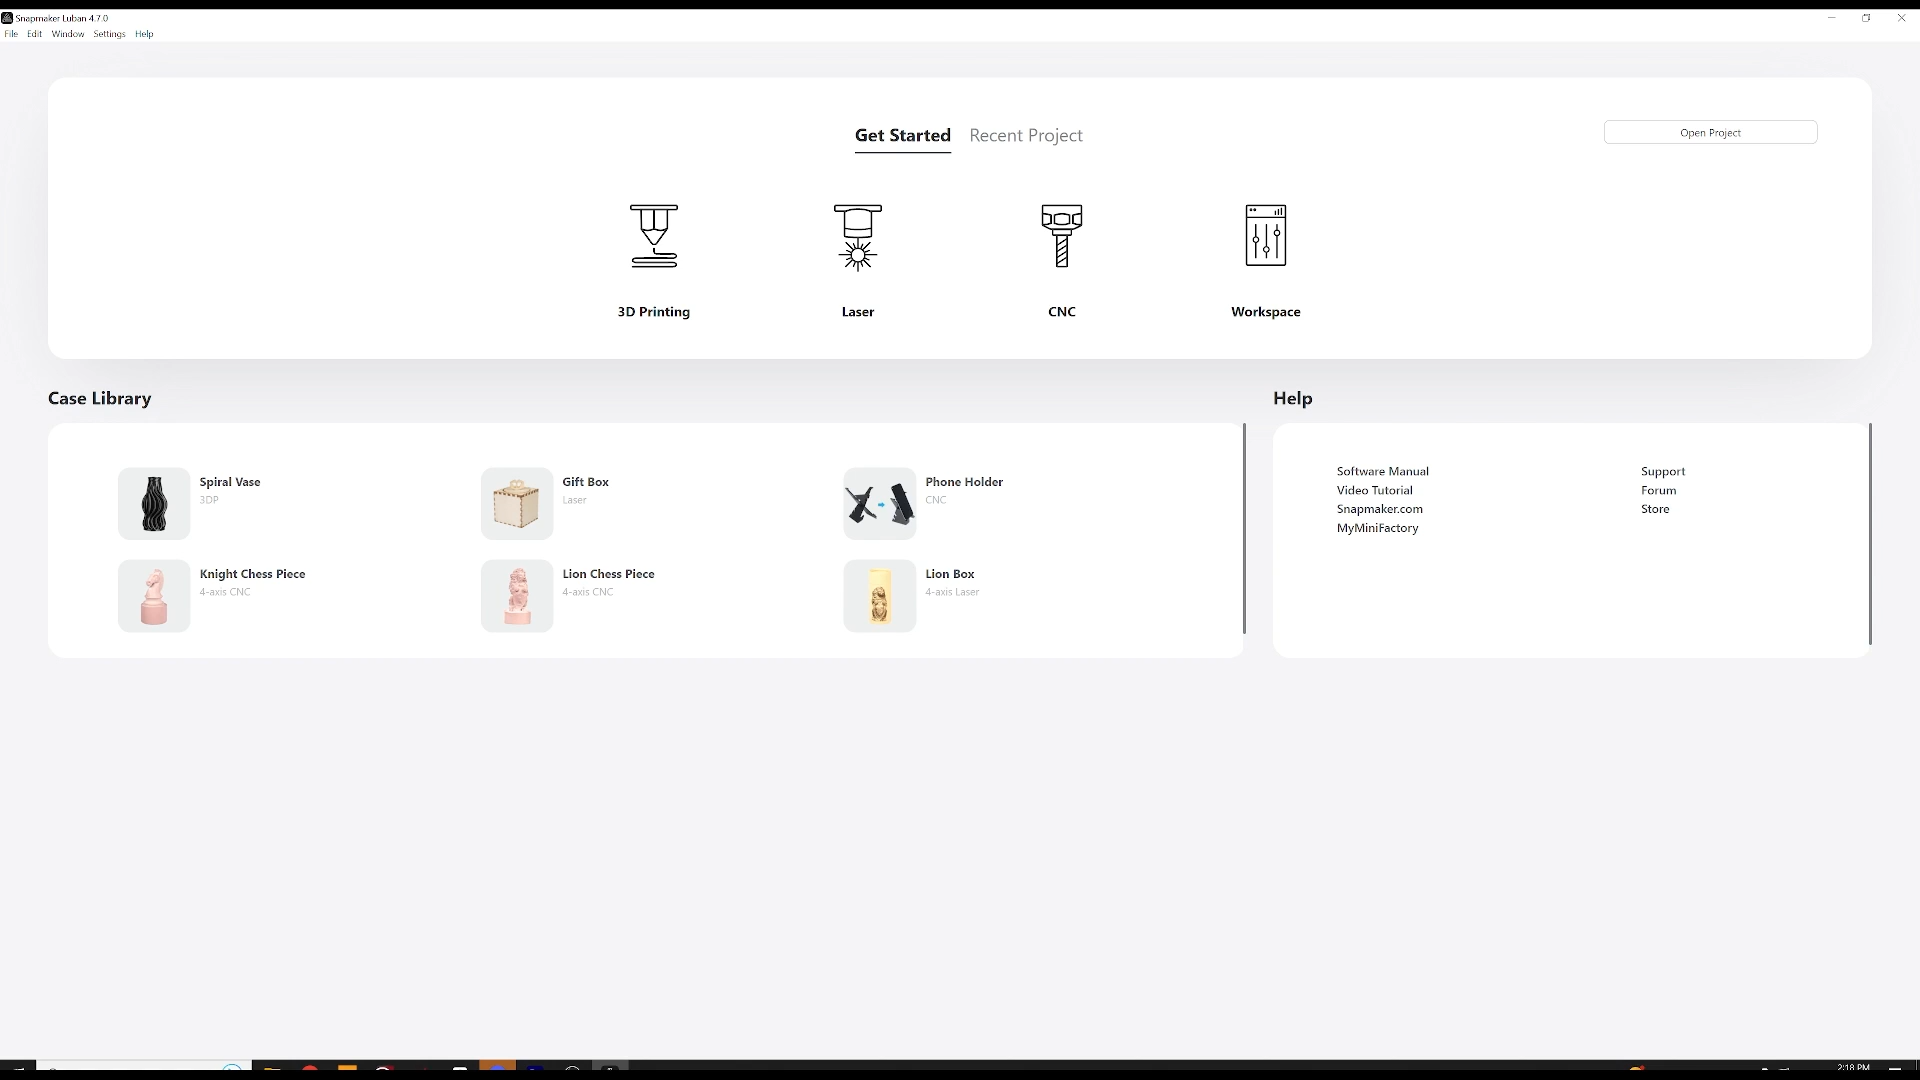 Snapmaker Luban 4.7.0
File Edit Window Settings Help
Get Started Recent Project
Open Project
3D Printing Laser CNC Workspace
Case Library
Help
Spiral Vase
3DP
Gift Box
Laser
Phone Holder
CNC
Knight Chess Piece
4-axis CNC
Lion Chess Piece
4-axis CNC
Lion Box
4-axis Laser
Software Manual
Video Tutorial
Snapmaker.com
MyMiniFactory
Support
Forum
Store
2:18 PM